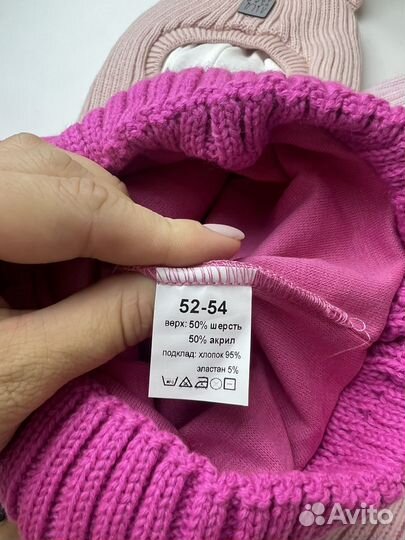 52-54
верх: 50% шерсть
50% акрил
подклад: хлопок 95%
эластан 5%
Avito